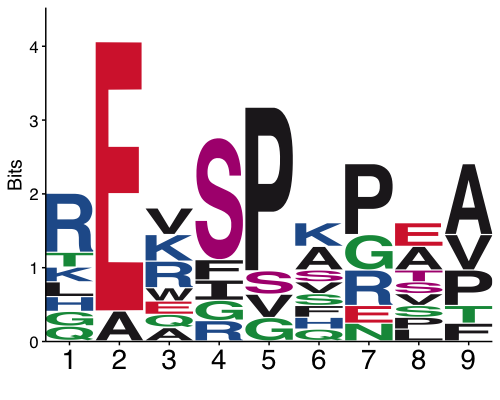 Bits
4
3
2
1
0
R T K L H G Q
E A
V K R W E Q A
S F I G R
P S V G
K A S V S F H Q
P G R E N
E A T S V S P L
A V P T F
1 2 3 4 5 6 7 8 9